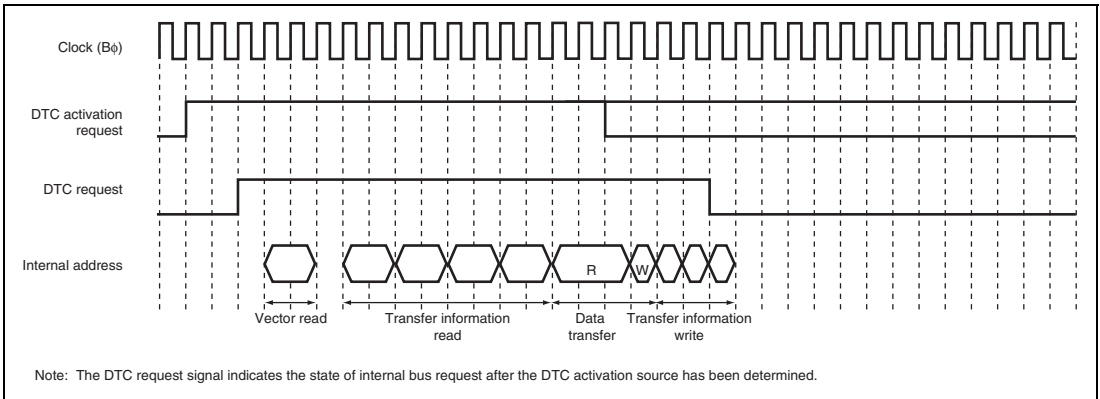 Clock (Bϕ)
DTC activation
request
DTC request
Internal address
R
W
Vector read
Transfer information
read
Data
transfer
Transfer information
write
Note: The DTC request signal indicates the state of internal bus request after the DTC activation source has been determined.